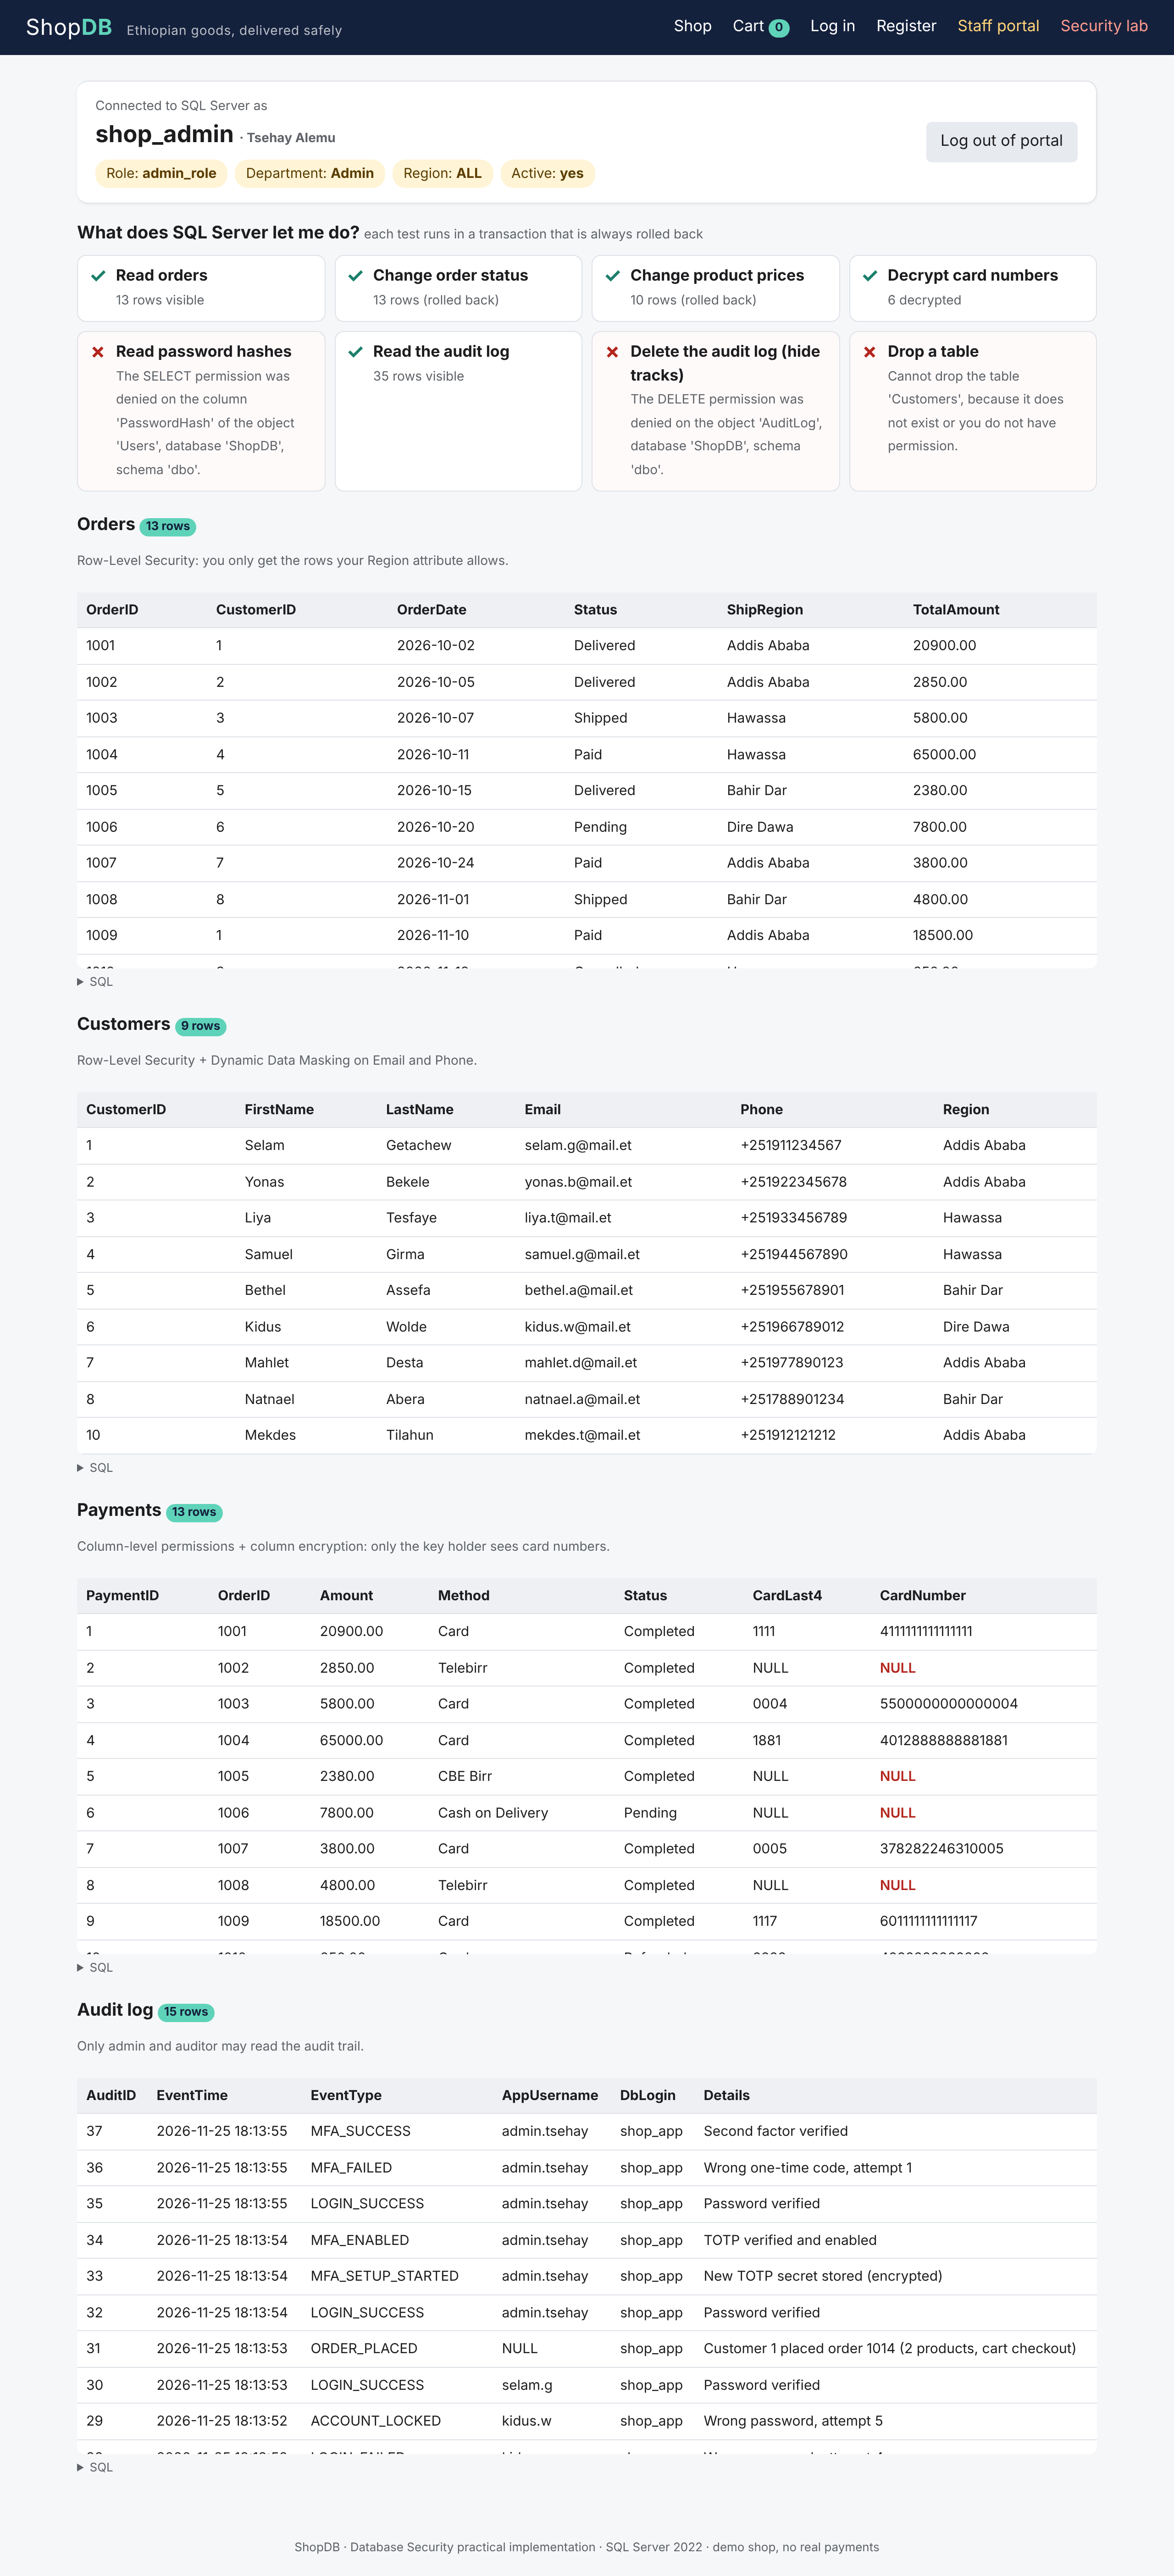 ShopDB Ethiopian goods, delivered safely Shop Cart 0 Log in Register Staff portal Security lab
Connected to SQL Server as
shop_admin · Tsehay Alemu
Log out of portal
Role: admin_role Department: Admin Region: ALL Active: yes
What does SQL Server let me do? each test runs in a transaction that is always rolled back
Read orders
13 rows visible
Change order status
13 rows (rolled back)
Change product prices
10 rows (rolled back)
Decrypt card numbers
6 decrypted
Read password hashes
The SELECT permission was
denied on the column
'PasswordHash' of the object
'Users', database 'ShopDB',
schema 'dbo'.
Read the audit log
35 rows visible
Delete the audit log (hide
tracks)
The DELETE permission was
denied on the object 'AuditLog',
database 'ShopDB', schema
'dbo'.
Drop a table
Cannot drop the table
'Customers', because it does
not exist or you do not have
permission.
Orders 13 rows
Row-Level Security: you only get the rows your Region attribute allows.
OrderID CustomerID OrderDate Status ShipRegion TotalAmount
1001 1 2026-10-02 Delivered Addis Ababa 20900.00
1002 2 2026-10-05 Delivered Addis Ababa 2850.00
1003 3 2026-10-07 Shipped Hawassa 5800.00
1004 4 2026-10-11 Paid Hawassa 65000.00
1005 5 2026-10-15 Delivered Bahir Dar 2380.00
1006 6 2026-10-20 Pending Dire Dawa 7800.00
1007 7 2026-10-24 Paid Addis Ababa 3800.00
1008 8 2026-11-01 Shipped Bahir Dar 4800.00
1009 1 2026-11-10 Paid Addis Ababa 18500.00
SQL
Customers 9 rows
Row-Level Security + Dynamic Data Masking on Email and Phone.
CustomerID FirstName LastName Email Phone Region
1 Selam Getachew selam.g@mail.et +251911234567 Addis Ababa
2 Yonas Bekele yonas.b@mail.et +251922345678 Addis Ababa
3 Liya Tesfaye liya.t@mail.et +251933456789 Hawassa
4 Samuel Girma samuel.g@mail.et +251944567890 Hawassa
5 Bethel Assefa bethel.a@mail.et +251955678901 Bahir Dar
6 Kidus Wolde kidus.w@mail.et +251966789012 Dire Dawa
7 Mahlet Desta mahlet.d@mail.et +251977890123 Addis Ababa
8 Natnael Abera natnael.a@mail.et +251788901234 Bahir Dar
10 Mekdes Tilahun mekdes.t@mail.et +251912121212 Addis Ababa
SQL
Payments 13 rows
Column-level permissions + column encryption: only the key holder sees card numbers.
PaymentID OrderID Amount Method Status CardLast4 CardNumber
1 1001 20900.00 Card Completed 1111 4111111111111111
2 1002 2850.00 Telebirr Completed NULL NULL
3 1003 5800.00 Card Completed 0004 5500000000000004
4 1004 65000.00 Card Completed 1881 4012888888881881
5 1005 2380.00 CBE Birr Completed NULL NULL
6 1006 7800.00 Cash on Delivery Pending NULL NULL
7 1007 3800.00 Card Completed 0005 378282246310005
8 1008 4800.00 Telebirr Completed NULL NULL
9 1009 18500.00 Card Completed 1117 6011111111111117
SQL
Audit log 15 rows
Only admin and auditor may read the audit trail.
AuditID EventTime EventType AppUsername DbLogin Details
37 2026-11-25 18:13:55 MFA_SUCCESS admin.tsehay shop_app Second factor verified
36 2026-11-25 18:13:55 MFA_FAILED admin.tsehay shop_app Wrong one-time code, attempt 1
35 2026-11-25 18:13:55 LOGIN_SUCCESS admin.tsehay shop_app Password verified
34 2026-11-25 18:13:54 MFA_ENABLED admin.tsehay shop_app TOTP verified and enabled
33 2026-11-25 18:13:54 MFA_SETUP_STARTED admin.tsehay shop_app New TOTP secret stored (encrypted)
32 2026-11-25 18:13:54 LOGIN_SUCCESS admin.tsehay shop_app Password verified
31 2026-11-25 18:13:53 ORDER_PLACED NULL shop_app Customer 1 placed order 1014 (2 products, cart checkout)
30 2026-11-25 18:13:53 LOGIN_SUCCESS selam.g shop_app Password verified
29 2026-11-25 18:13:52 ACCOUNT_LOCKED kidus.w shop_app Wrong password, attempt 5
SQL
ShopDB · Database Security practical implementation · SQL Server 2022 · demo shop, no real payments